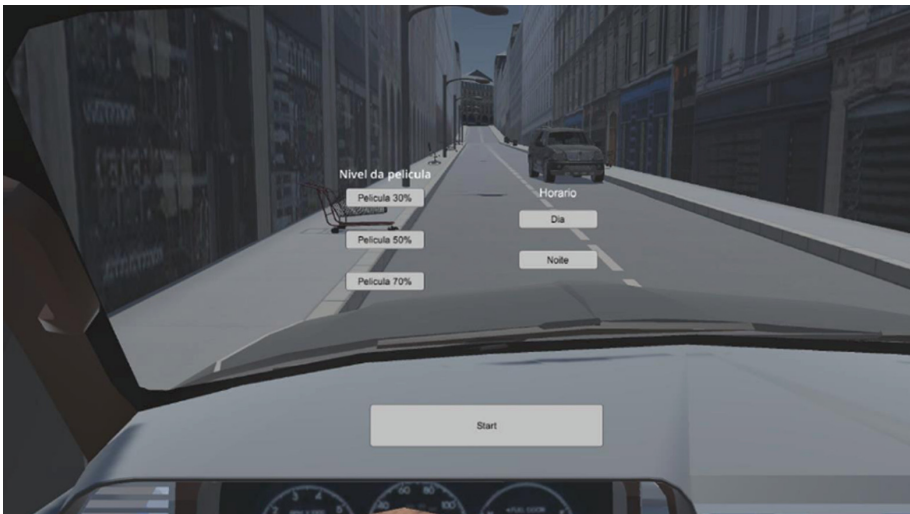 Nivel da pelicula
Pelicula 30%
Pelicula 50%
Pelicula 70%
Horario
Dia
Noite
Start